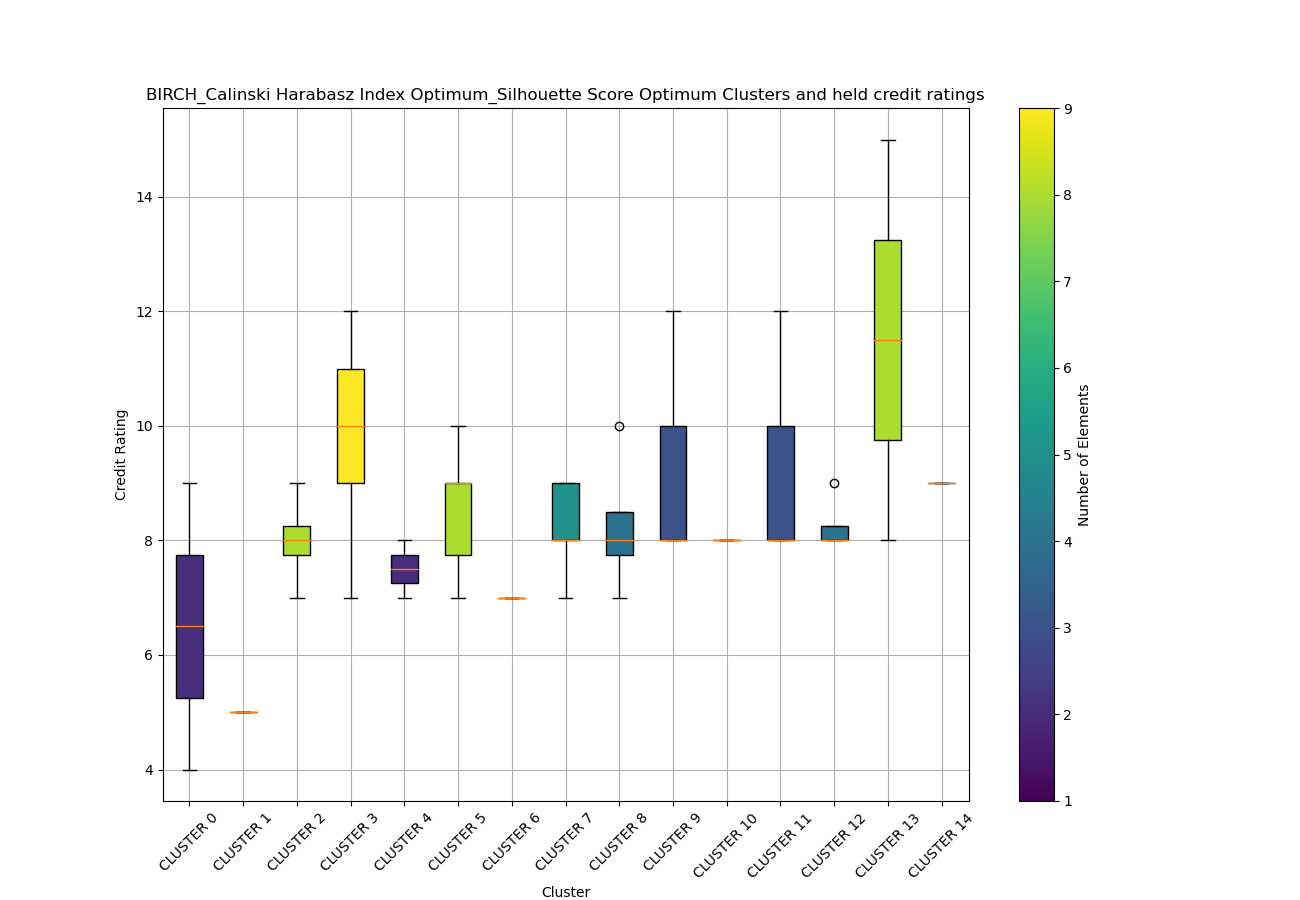 BIRCH_Calinski Harabasz Index Optimum_Silhouette Score Optimum Clusters and held credit ratings
14
12
10
8
6
4
Credit Rating
CLUSTER 0
CLUSTER 1
CLUSTER 2
CLUSTER 3
CLUSTER 4
CLUSTER 5
CLUSTER 6
CLUSTER 7
CLUSTER 8
CLUSTER 9
CLUSTER 10
CLUSTER 11
CLUSTER 12
CLUSTER 13
CLUSTER 14
Cluster
9
8
7
6
5
4
3
2
1
Number of Elements